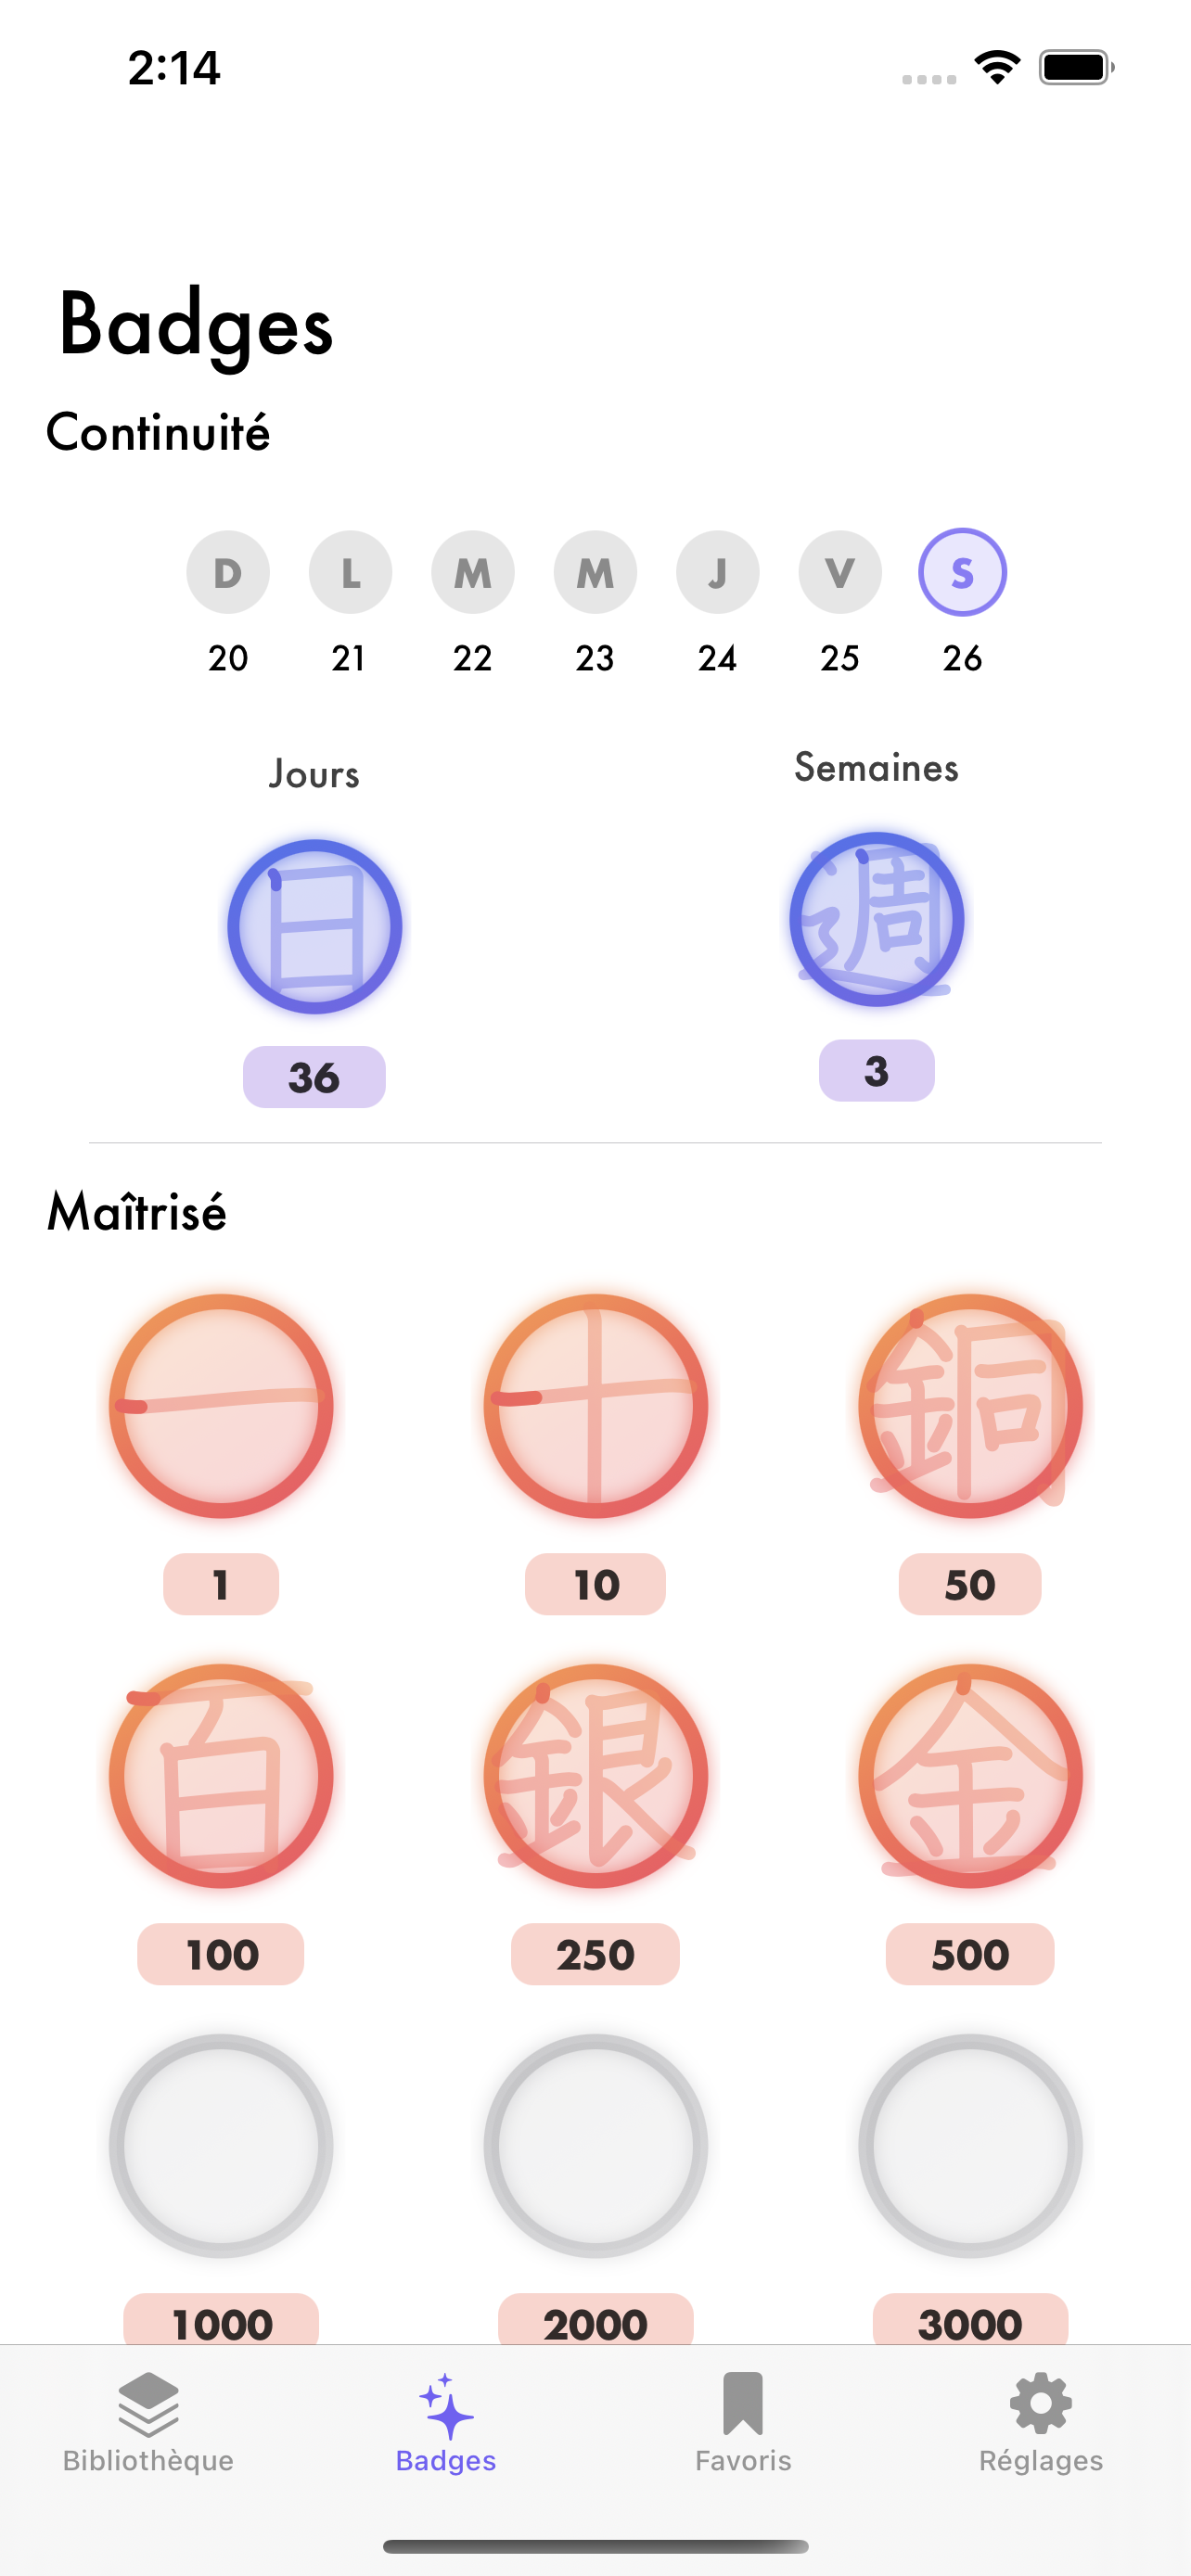 2:14
Badges
Continuité
D L M M J V S
20 21 22 23 24 25 26
Jours Semaines
日 週
36 3
Maîtrisé
一 十 銅
1 10 50
百 銀 金
100 250 500
1000 2000 3000
Bibliothèque Badges Favoris Réglages